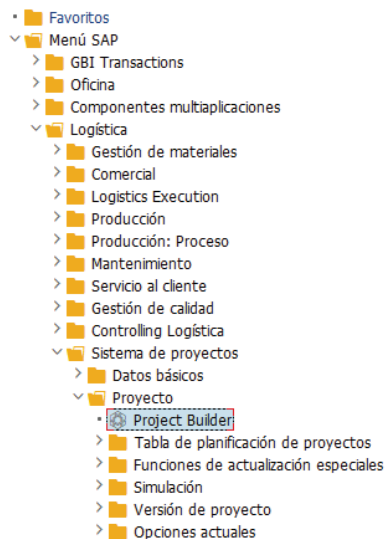 Favoritos
Menú SAP
GBI Transactions
Oficina
Componentes multiaplicaciones
Logística
Gestión de materiales
Comercial
Logistics Execution
Producción
Producción: Proceso
Mantenimiento
Servicio al cliente
Gestión de calidad
Controlling Logística
Sistema de proyectos
Datos básicos
Proyecto
Project Builder
Tabla de planificación de proyectos
Funciones de actualización especiales
Simulación
Versión de proyecto
Opciones actuales